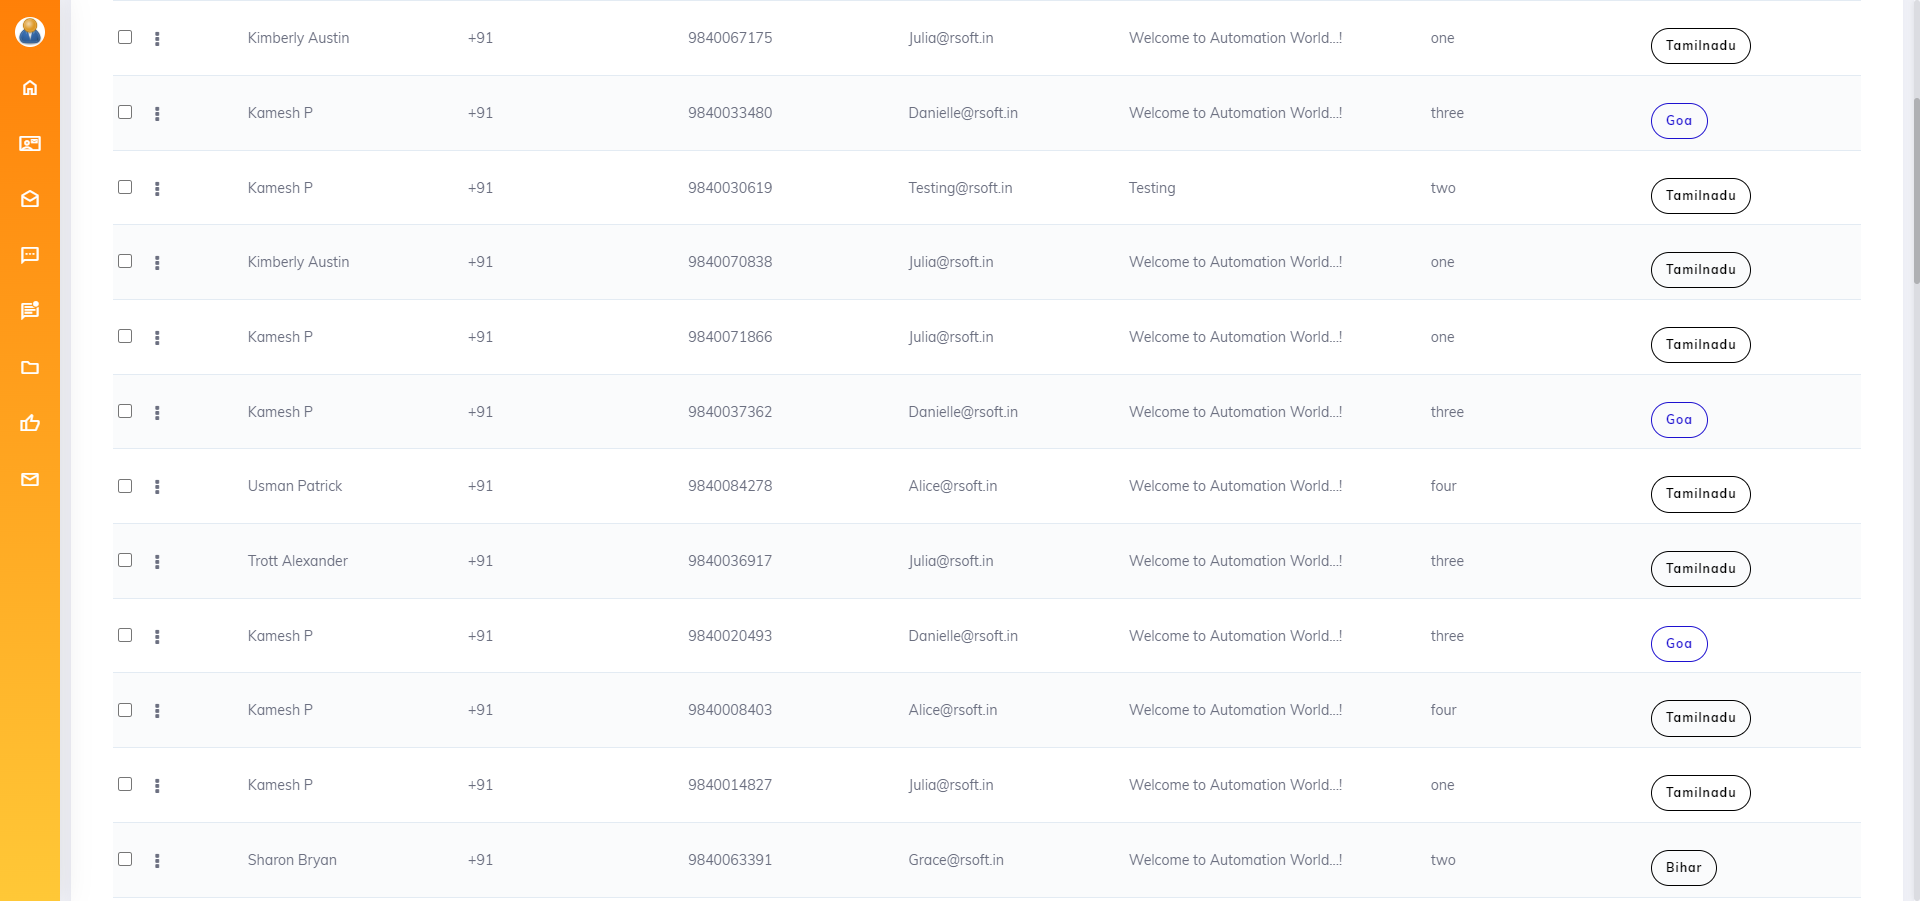 Kimberly Austin +91 9840067175 Julia@rsoft.in Welcome to Automation World...! one Tamilnadu
Kamesh P +91 9840033480 Danielle@rsoft.in Welcome to Automation World...! three Goa
Kamesh P +91 9840030619 Testing@rsoft.in Testing two Tamilnadu
Kimberly Austin +91 9840070838 Julia@rsoft.in Welcome to Automation World...! one Tamilnadu
Kamesh P +91 9840071866 Julia@rsoft.in Welcome to Automation World...! one Tamilnadu
Kamesh P +91 9840037362 Danielle@rsoft.in Welcome to Automation World...! three Goa
Usman Patrick +91 9840084278 Alice@rsoft.in Welcome to Automation World...! four Tamilnadu
Trott Alexander +91 9840036917 Julia@rsoft.in Welcome to Automation World...! three Tamilnadu
Kamesh P +91 9840020493 Danielle@rsoft.in Welcome to Automation World...! three Goa
Kamesh P +91 9840008403 Alice@rsoft.in Welcome to Automation World...! four Tamilnadu
Kamesh P +91 9840014827 Julia@rsoft.in Welcome to Automation World...! one Tamilnadu
Sharon Bryan +91 9840063391 Grace@rsoft.in Welcome to Automation World...! two Bihar